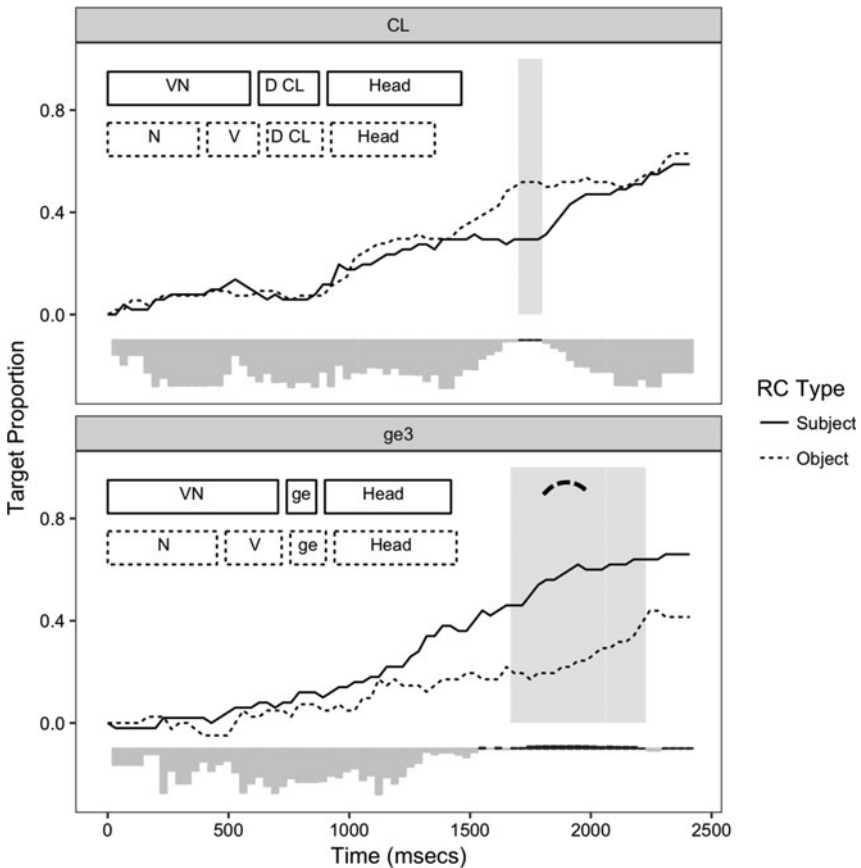 CL
VN D CL Head
N V D CL Head
0.8
0.4
0.0
ge3
VN ge Head
N V ge Head
0.8
0.4
0.0
Target Proportion
RC Type
Subject
Object
0 500 1000 1500 2000 2500
Time (msecs)